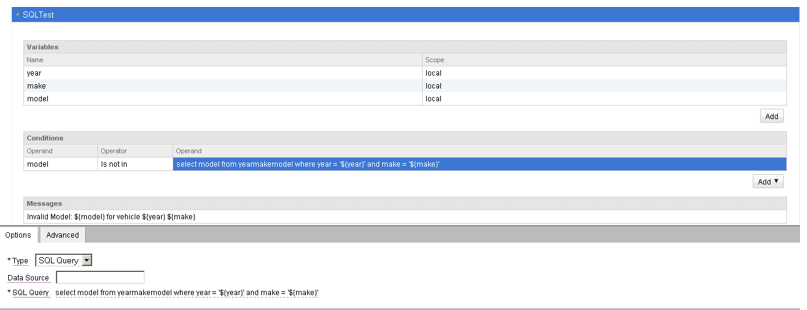 SQLTest
Variables
Name Scope
year local
make local
model local
Add
Conditions
Operand Operator Operand
model Is not in select model from yearmakemodel where year = '${year}' and make = '${make}'
Add
Messages
Invalid Model: ${model} for vehicle ${year} ${make}
Options Advanced
* Type SQL Query
Data Source
* SQL Query select model from yearmakemodel where year = '${year}' and make = '${make}'